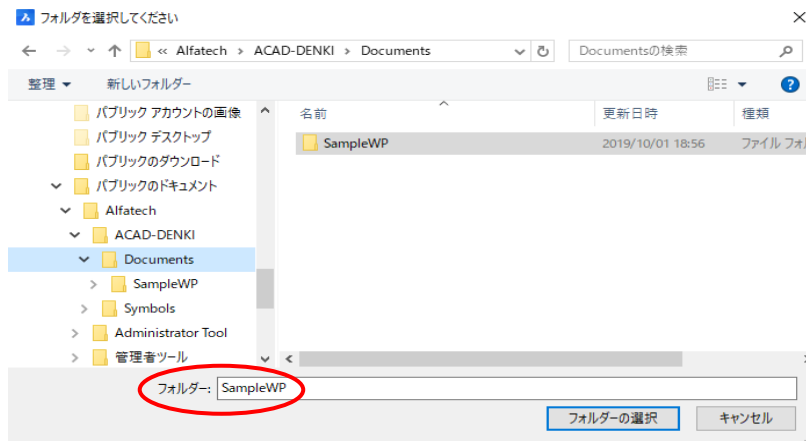 フォルダを選択してください
« Alfatech › ACAD-DENKI › Documents
Documentsの検索
整理
新しいフォルダー
パブリック アカウントの画像
パブリック デスクトップ
パブリックのダウンロード
パブリックのドキュメント
Alfatech
ACAD-DENKI
Documents
SampleWP
Symbols
Administrator Tool
管理者ツール
名前 更新日時 種類
SampleWP 2019/10/01 18:56 ファイル フォ
フォルダー: SampleWP
フォルダーの選択 キャンセル